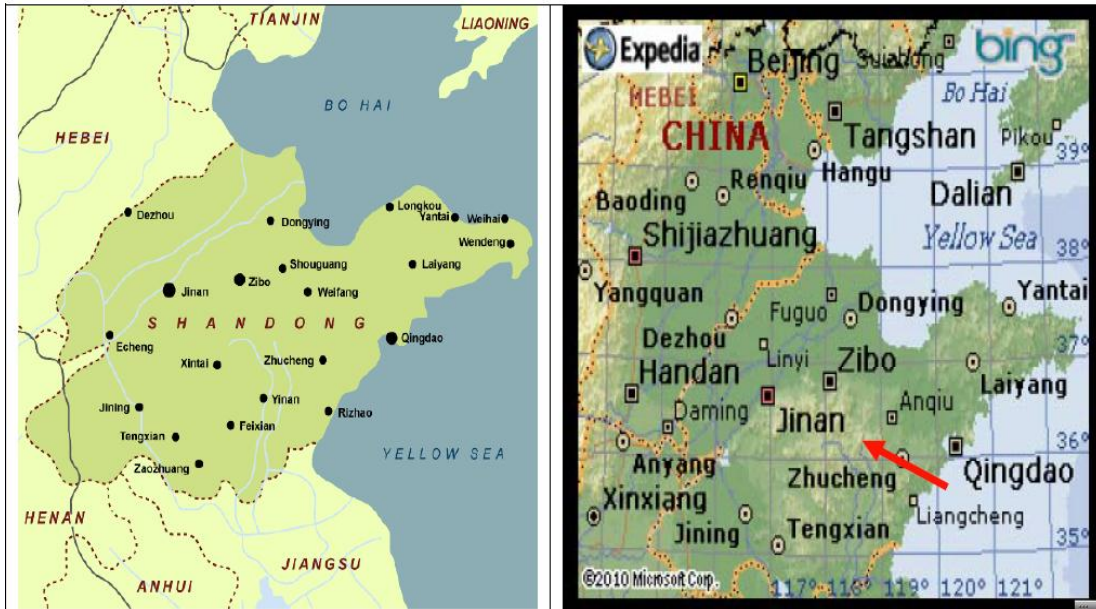 TIANJIN
LIAONING
BO HAI
HEBEI
Dezhou
Longkou
Yantai
Weihai
Dongying
Wendeng
Shouguang
Laiyang
Zibo
Jinan
Weifang
SHANDONG
Qingdao
Echeng
Xintai
Zhucheng
Yinan
Jining
Rizhao
Feixian
Tengxian
Zaozhuang
YELLOW SEA
HENAN
JIANGSU
ANHUI
Expedia
bing
Beijing
HEBEI
Bo Hai
CHINA
Tangshan
Pikou
39°
Renqiu
Hangu
Baoding
Dalian
Shijiazhuang
Yellow Sea
38°
Yangquan
Fuguo
Dongying
Yantai
Dezhou
Linyi
Zibo
37°
Handan
Laiyang
Daming
Jinan
Anqiu
36°
Anyang
Zhucheng
Qingdao
Xinxiang
Liangcheng
Jining
Tengxian
35°
©2010 Microsoft Corp.
117° 118° 119° 120° 121°